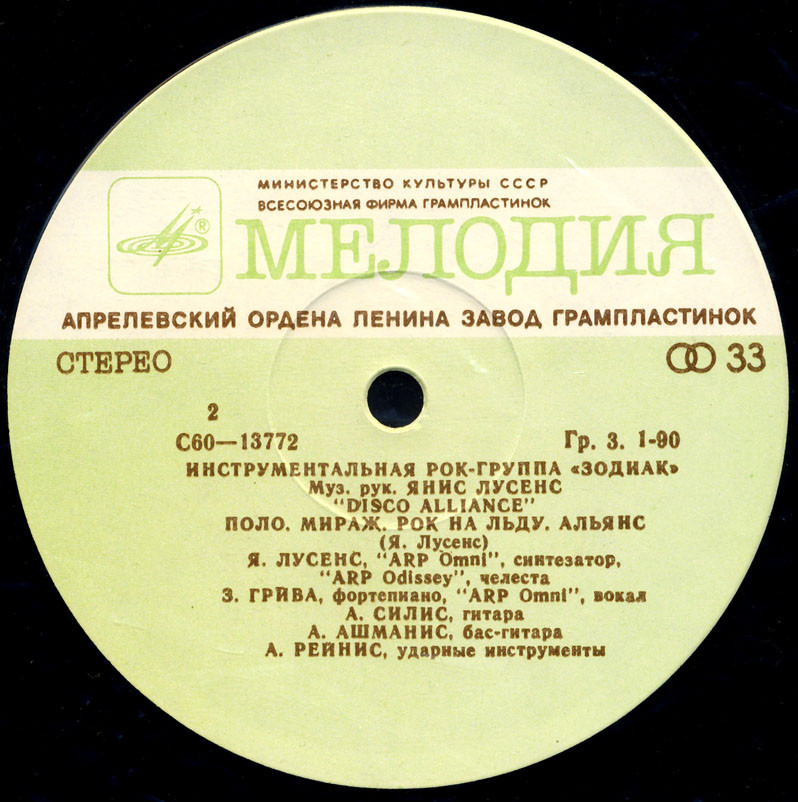 МИНИСТЕРСТВО КУЛЬТУРЫ СССР
ВСЕСОЮЗНАЯ ФИРМА ГРАМПЛАСТИНОК
®
МЕЛОДИЯ
АПРЕЛЕВСКИЙ ОРДЕНА ЛЕНИНА ЗАВОД ГРАМПЛАСТИНОК
СТЕРЕО 33
2
С60—13772 Гр. 3. 1-90
ИНСТРУМЕНТАЛЬНАЯ РОК-ГРУППА «ЗОДИАК»
Муз. рук. ЯНИС ЛУСЕНС
"DISCO ALLIANCE"
ПОЛО. МИРАЖ. РОК НА ЛЬДУ. АЛЬЯНС
(Я. Лусенс)
Я. ЛУСЕНС, "ARP Omni", синтезатор,
"ARP Odissey", челеста
З. ГРИВА, фортепиано, "ARP Omni", вокал
А. СИЛИС, гитара
А. АШМАНИС, бас-гитара
А. РЕЙНИС, ударные инструменты